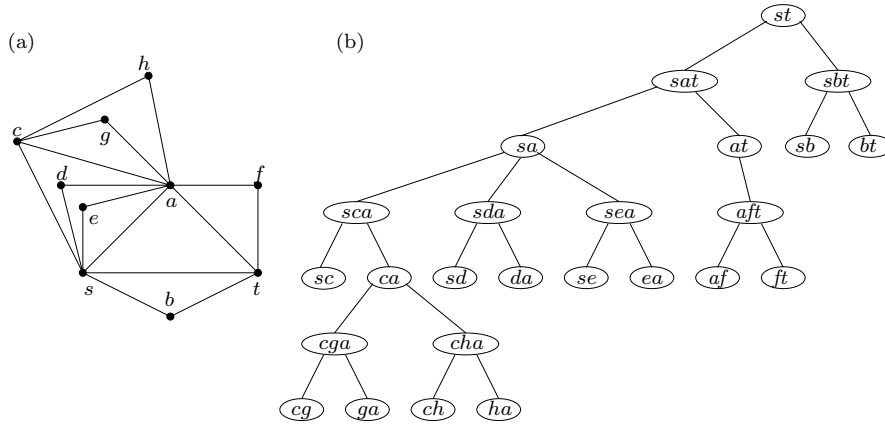 (a)
h
c
g
d
f
e
a
s
t
b
(b)
st
sat sbt
sa at sb bt
sca sda sea aft
sc ca sd da se ea af ft
cga cha
cg ga ch ha